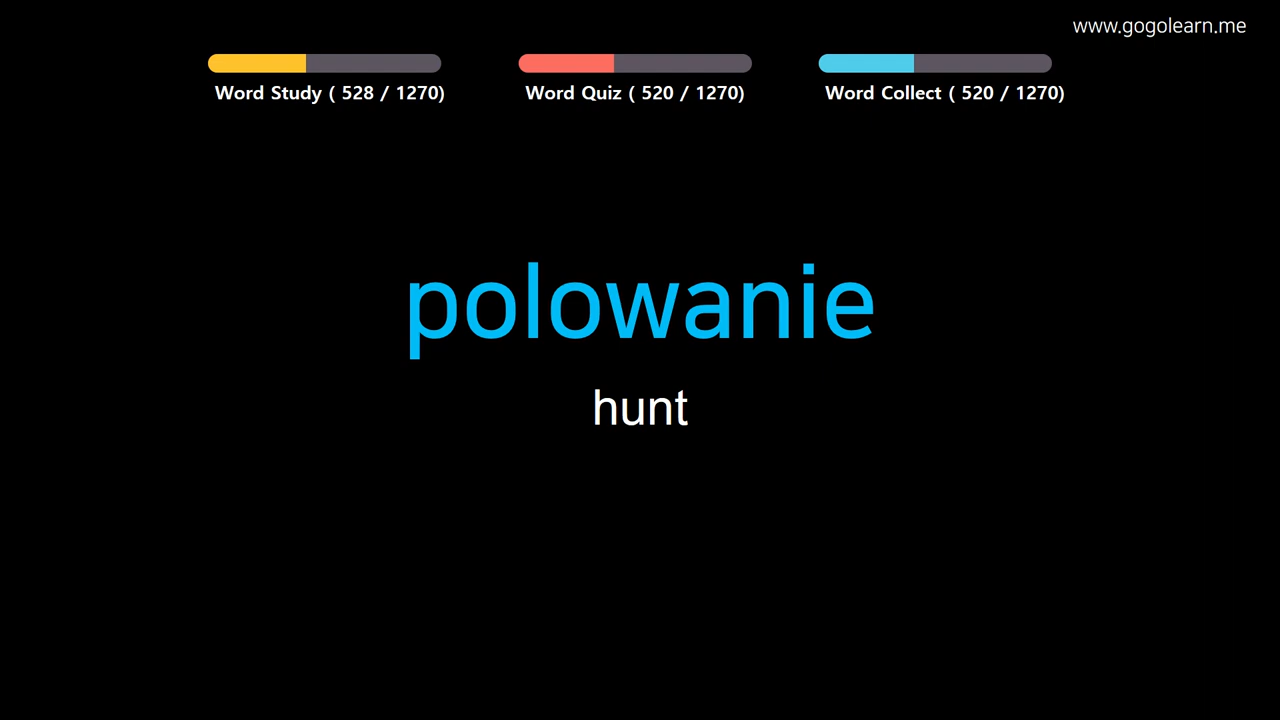 www.gogolearn.me
Word Study ( 528 / 1270)
Word Quiz ( 520 / 1270)
Word Collect ( 520 / 1270)
polowanie
hunt